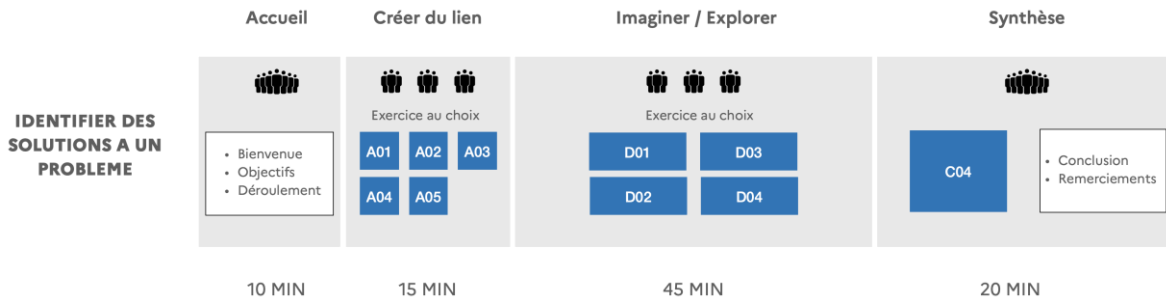 Accueil
Créer du lien
Imaginer / Explorer
Synthèse
IDENTIFIER DES
SOLUTIONS A UN
PROBLEME
• Bienvenue
• Objectifs
• Déroulement
Exercice au choix
A01 A02 A03
A04 A05
Exercice au choix
D01 D03
D02 D04
C04
• Conclusion
• Remerciements
10 MIN
15 MIN
45 MIN
20 MIN